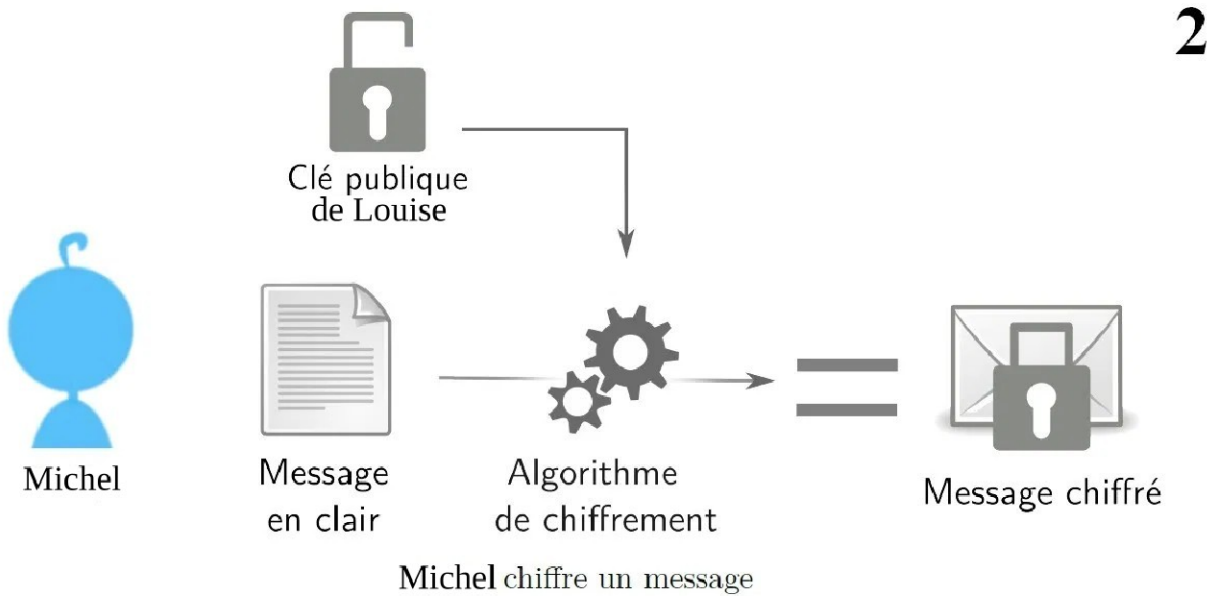 2
Clé publique
de Louise
Michel
Message
en clair
Algorithme
de chiffrement
Message chiffré
Michel chiffre un message